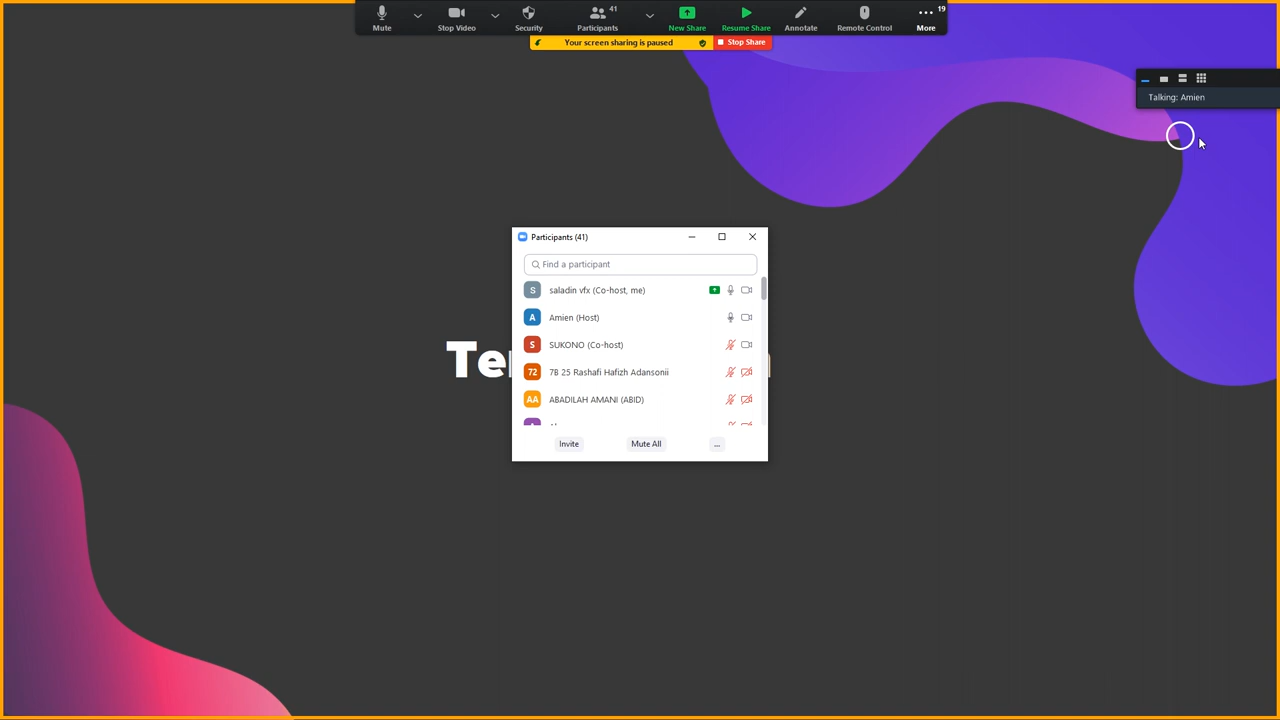 41
19
Mute
Stop Video
Security
Participants
New Share
Resume Share
Annotate
Remote Control
More
Your screen sharing is paused
Stop Share
Talking: Amien
Participants (41)
Find a participant
S saladin vfx (Co-host, me)
A Amien (Host)
S SUKONO (Co-host)
72 7B 25 Rashafi Hafizh Adansonii
AA ABADILAH AMANI (ABID)
Invite
Mute All
...